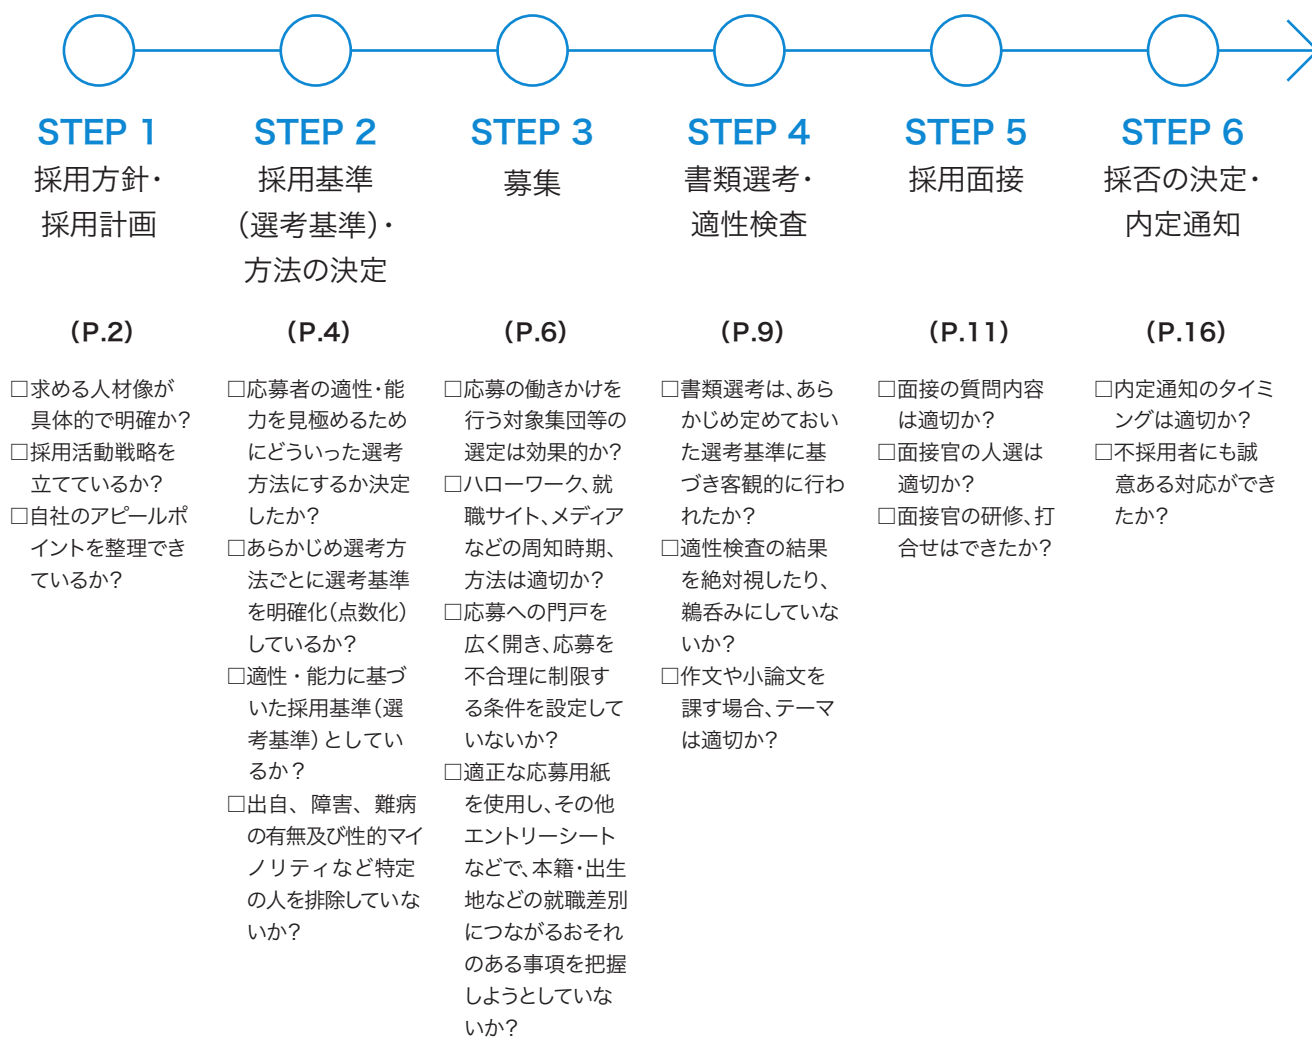 STEP 1
採用方針・
採用計画
(P.2)
□求める人材像が
具体的で明確か?
□採用活動戦略を
立てているか?
□自社のアピールポ
イントを整理でき
ているか?
STEP 2
採用基準
(選考基準)・
方法の決定
(P.4)
□応募者の適性・能
力を見極めるため
にどういった選考
方法にするか決定
したか?
□あらかじめ選考方
法ごとに選考基準
を明確化(点数化)
しているか?
□適性・能力に基づ
いた採用基準(選
考基準)としてい
るか?
□出自、障害、難病
の有無及び性的マイ
ノリティなど特定
の人を排除していな
いか?
STEP 3
募集
(P.6)
□応募の働きかけを
行う対象集団等の
選定は効果的か?
□ハローワーク、就
職サイト、メディア
などの周知時期、
方法は適切か?
□応募への門戸を
広く開き、応募を
不合理に制限す
る条件を設定して
いないか?
□適正な応募用紙
を使用し、その他
エントリーシート
などで、本籍・出生
地などの就職差別
につながるおそれ
のある事項を把握
しようとしていな
いか?
STEP 4
書類選考・
適性検査
(P.9)
□書類選考は、あら
かじめ定めておい
た選考基準に基
づき客観的に行わ
れたか?
□適性検査の結果
を絶対視したり、
鵜呑みにしていな
いか?
□作文や小論文を
課す場合、テーマ
は適切か?
STEP 5
採用面接
(P.11)
□面接の質問内容
は適切か?
□面接官の人選は
適切か?
□面接官の研修、打
合せはできたか?
STEP 6
採否の決定・
内定通知
(P.16)
□内定通知のタイミ
ングは適切か?
□不採用者にも誠
意ある対応ができ
たか?